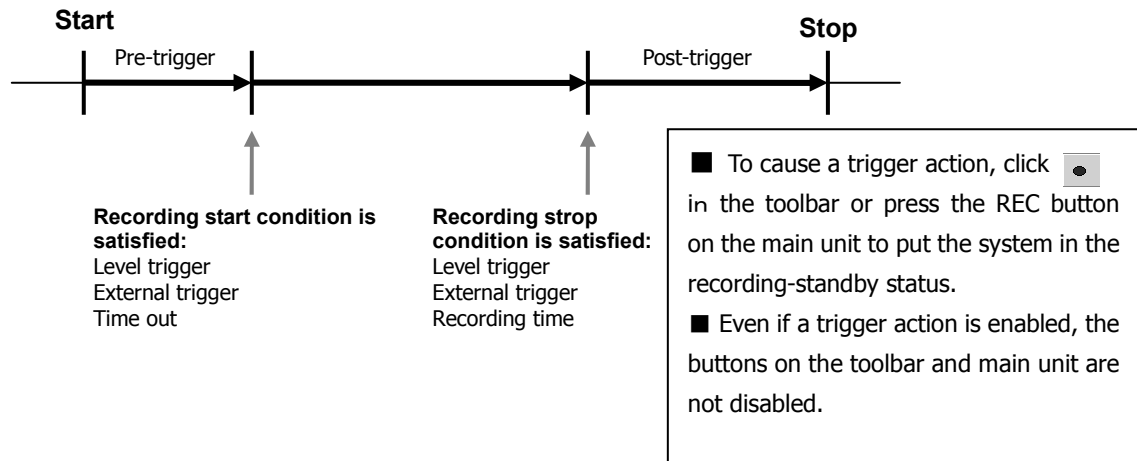 Start
Stop
Pre-trigger
Post-trigger
Recording start condition is
satisfied:
Level trigger
External trigger
Time out
Recording strop
condition is satisfied:
Level trigger
External trigger
Recording time
■ To cause a trigger action, click
in the toolbar or press the REC button
on the main unit to put the system in the
recording-standby status.
■ Even if a trigger action is enabled, the
buttons on the toolbar and main unit are
not disabled.